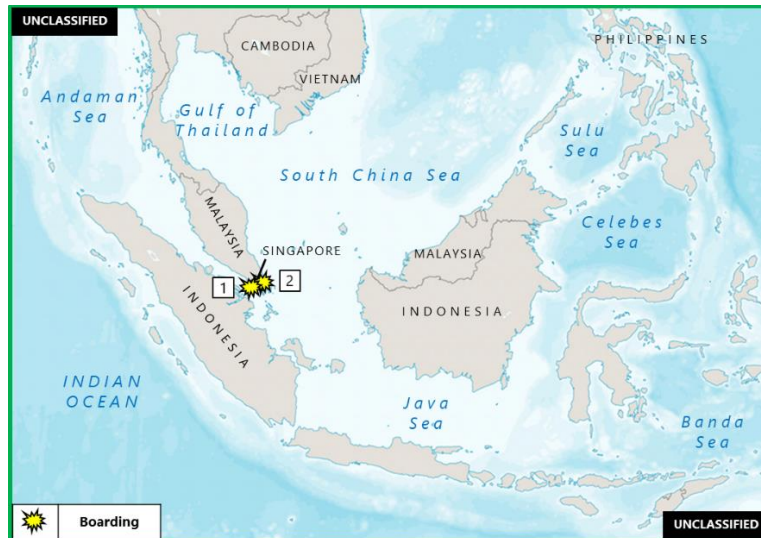 UNCLASSIFIED
PHILIPPINES
CAMBODIA
VIETNAM
Andaman
Sea
Gulf of
Thailand
Sulu
Sea
South China Sea
MALAYSIA
SINGAPORE
MALAYSIA
Celebes
Sea
1
2
INDONESIA
INDONESIA
INDIAN
OCEAN
Java
Sea
Banda
Sea
Boarding
UNCLASSIFIED